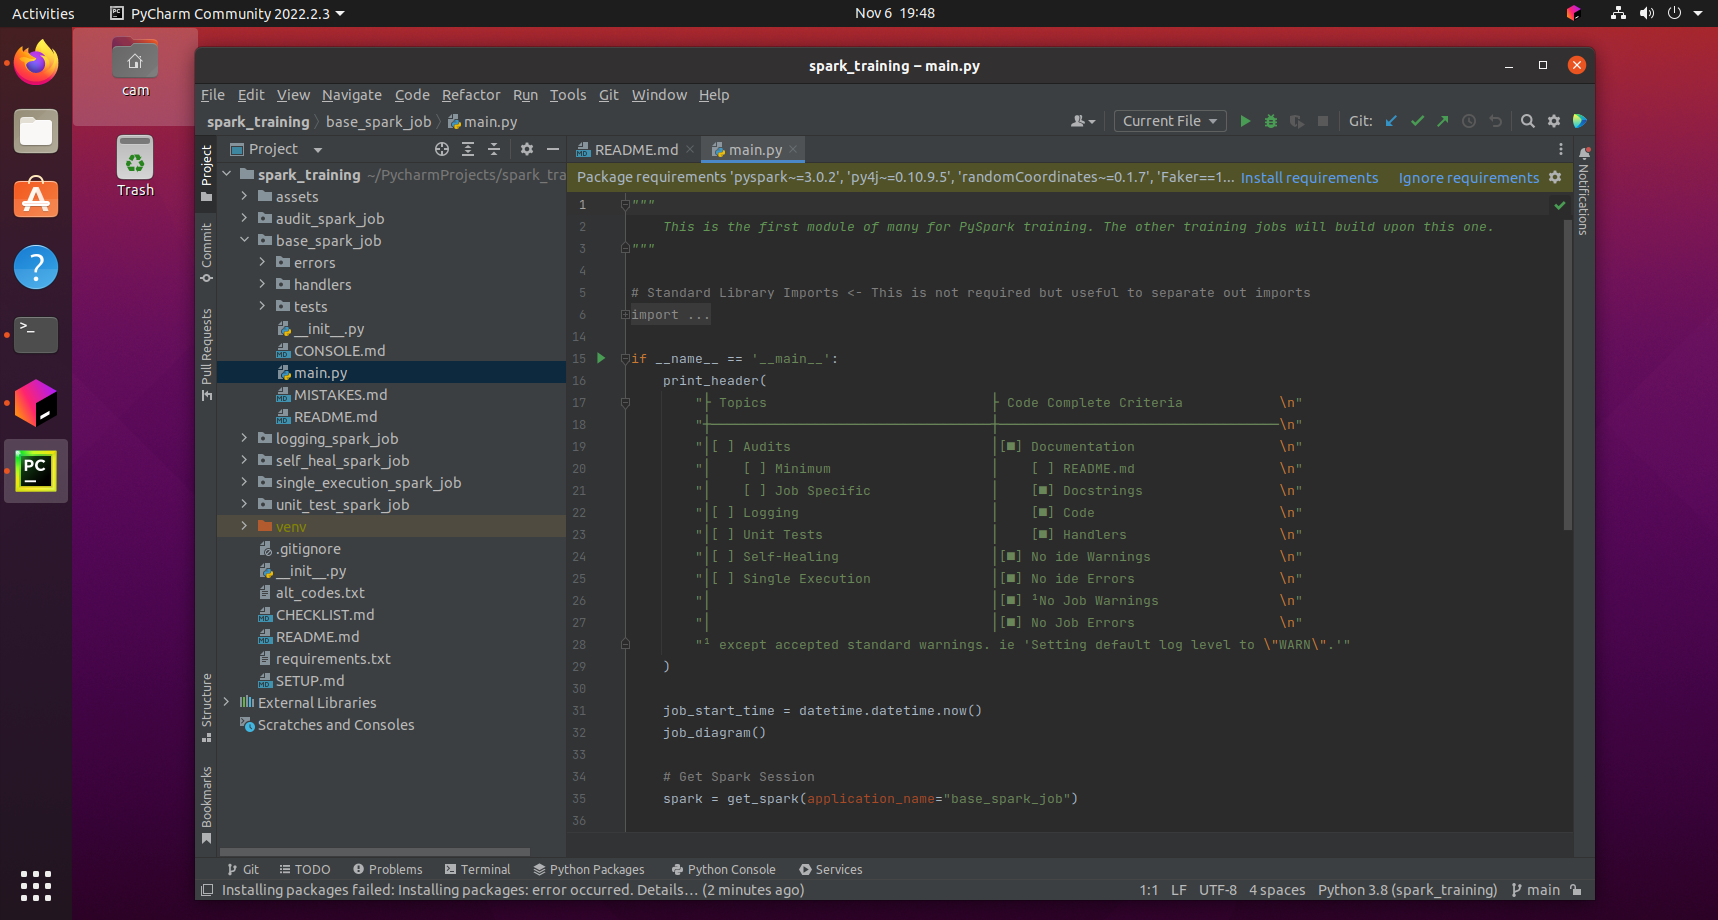 Activities
PyCharm Community 2022.2.3
Nov 6 19:48
cam
Trash
spark_training – main.py
File Edit View Navigate Code Refactor Run Tools Git Window Help
spark_training base_spark_job main.py
Current File
Git:
Project
README.md
main.py
Package requirements 'pyspark~=3.0.2', 'py4j~=0.10.9.5', 'randomCoordinates~=0.1.7', 'Faker==1... Install requirements Ignore requirements
Project
Commit
Pull Requests
Structure
Bookmarks
Notifications
spark_training ~/PycharmProjects/spark_tra
assets
audit_spark_job
base_spark_job
errors
handlers
tests
__init__.py
CONSOLE.md
main.py
MISTAKES.md
README.md
logging_spark_job
self_heal_spark_job
single_execution_spark_job
unit_test_spark_job
venv
.gitignore
__init__.py
alt_codes.txt
CHECKLIST.md
README.md
requirements.txt
SETUP.md
External Libraries
Scratches and Consoles
1 """
2 This is the first module of many for PySpark training. The other training jobs will build upon this one.
3 """
4
5 # Standard Library Imports <- This is not required but useful to separate out imports
6 import ...
14
15 if __name__ == '__main__':
16 print_header(
17 "├ Topics ├ Code Complete Criteria \n"
18 "┼───────────────────────────────────┼───────────────────────────────────\n"
19 "│[ ] Audits │[■] Documentation \n"
20 "│ [ ] Minimum │ [ ] README.md \n"
21 "│ [ ] Job Specific │ [■] Docstrings \n"
22 "│[ ] Logging │ [■] Code \n"
23 "│[ ] Unit Tests │ [■] Handlers \n"
24 "│[ ] Self-Healing │[■] No ide Warnings \n"
25 "│[ ] Single Execution │[■] No ide Errors \n"
26 "│ │[■] ¹No Job Warnings \n"
27 "│ │[■] No Job Errors \n"
28 "¹ except accepted standard warnings. ie 'Setting default log level to \"WARN\".'"
29 )
30
31 job_start_time = datetime.datetime.now()
32 job_diagram()
33
34 # Get Spark Session
35 spark = get_spark(application_name="base_spark_job")
36
Git TODO Problems Terminal Python Packages Python Console Services
Installing packages failed: Installing packages: error occurred. Details... (2 minutes ago)
1:1 LF UTF-8 4 spaces Python 3.8 (spark_training) main